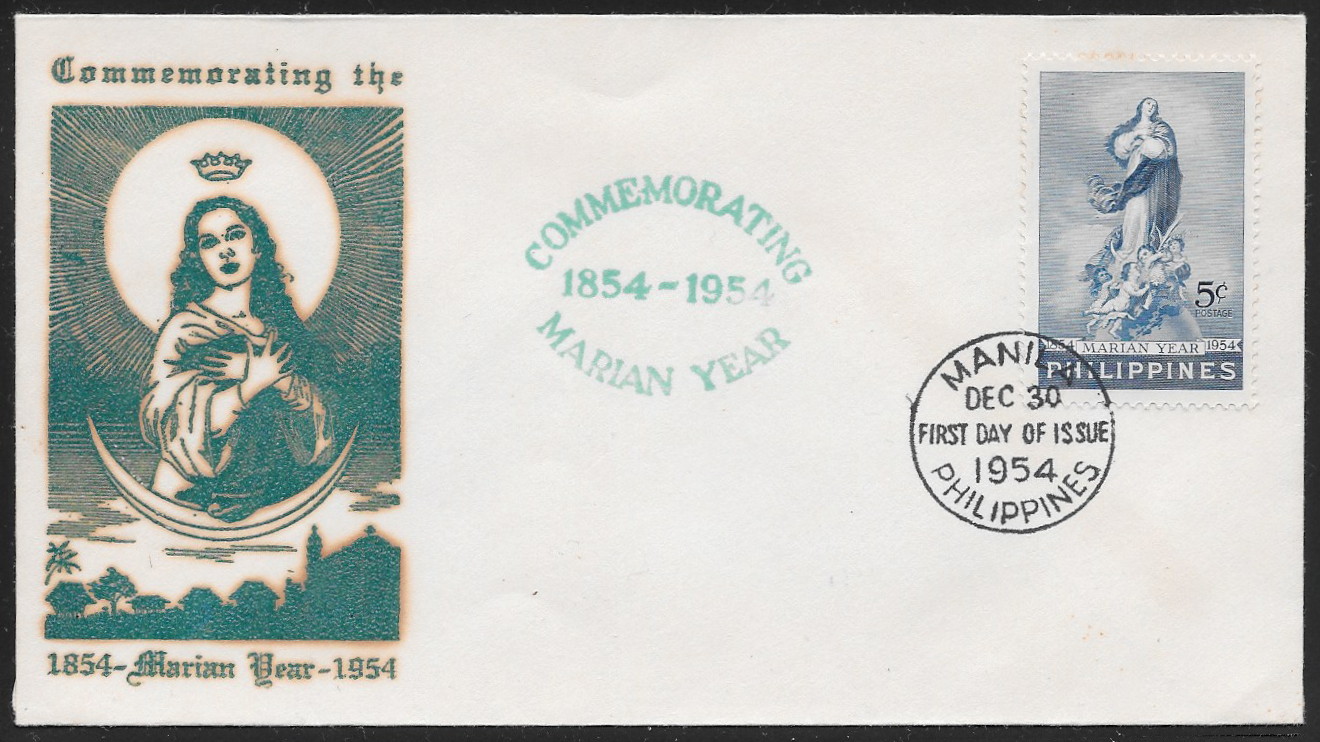 Commemorating the
1854-Marian Year-1954
COMMEMORATING
1854-1954
MARIAN YEAR
5¢
POSTAGE
1854 MARIAN YEAR 1954
PHILIPPINES
MANILA
DEC 30
FIRST DAY OF ISSUE
1954
PHILIPPINES